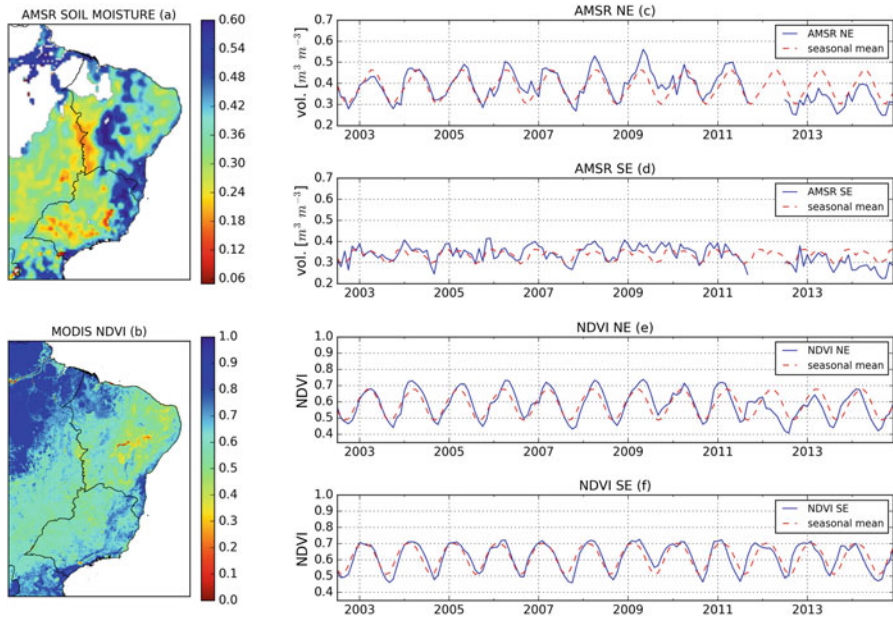 AMSR SOIL MOISTURE (a)
0.60
0.54
0.48
0.42
0.36
0.30
0.24
0.18
0.12
0.06
MODIS NDVI (b)
1.0
0.9
0.8
0.7
0.6
0.5
0.4
0.3
0.2
0.1
0.0
AMSR NE (c)
vol. [m³ m⁻³]
0.7
0.6
0.5
0.4
0.3
0.2
AMSR NE
seasonal mean
2003 2005 2007 2009 2011 2013
AMSR SE (d)
vol. [m³ m⁻³]
0.7
0.6
0.5
0.4
0.3
0.2
AMSR SE
seasonal mean
2003 2005 2007 2009 2011 2013
NDVI NE (e)
NDVI
1.0
0.9
0.8
0.7
0.6
0.5
0.4
NDVI NE
seasonal mean
2003 2005 2007 2009 2011 2013
NDVI SE (f)
NDVI
1.0
0.9
0.8
0.7
0.6
0.5
0.4
NDVI SE
seasonal mean
2003 2005 2007 2009 2011 2013